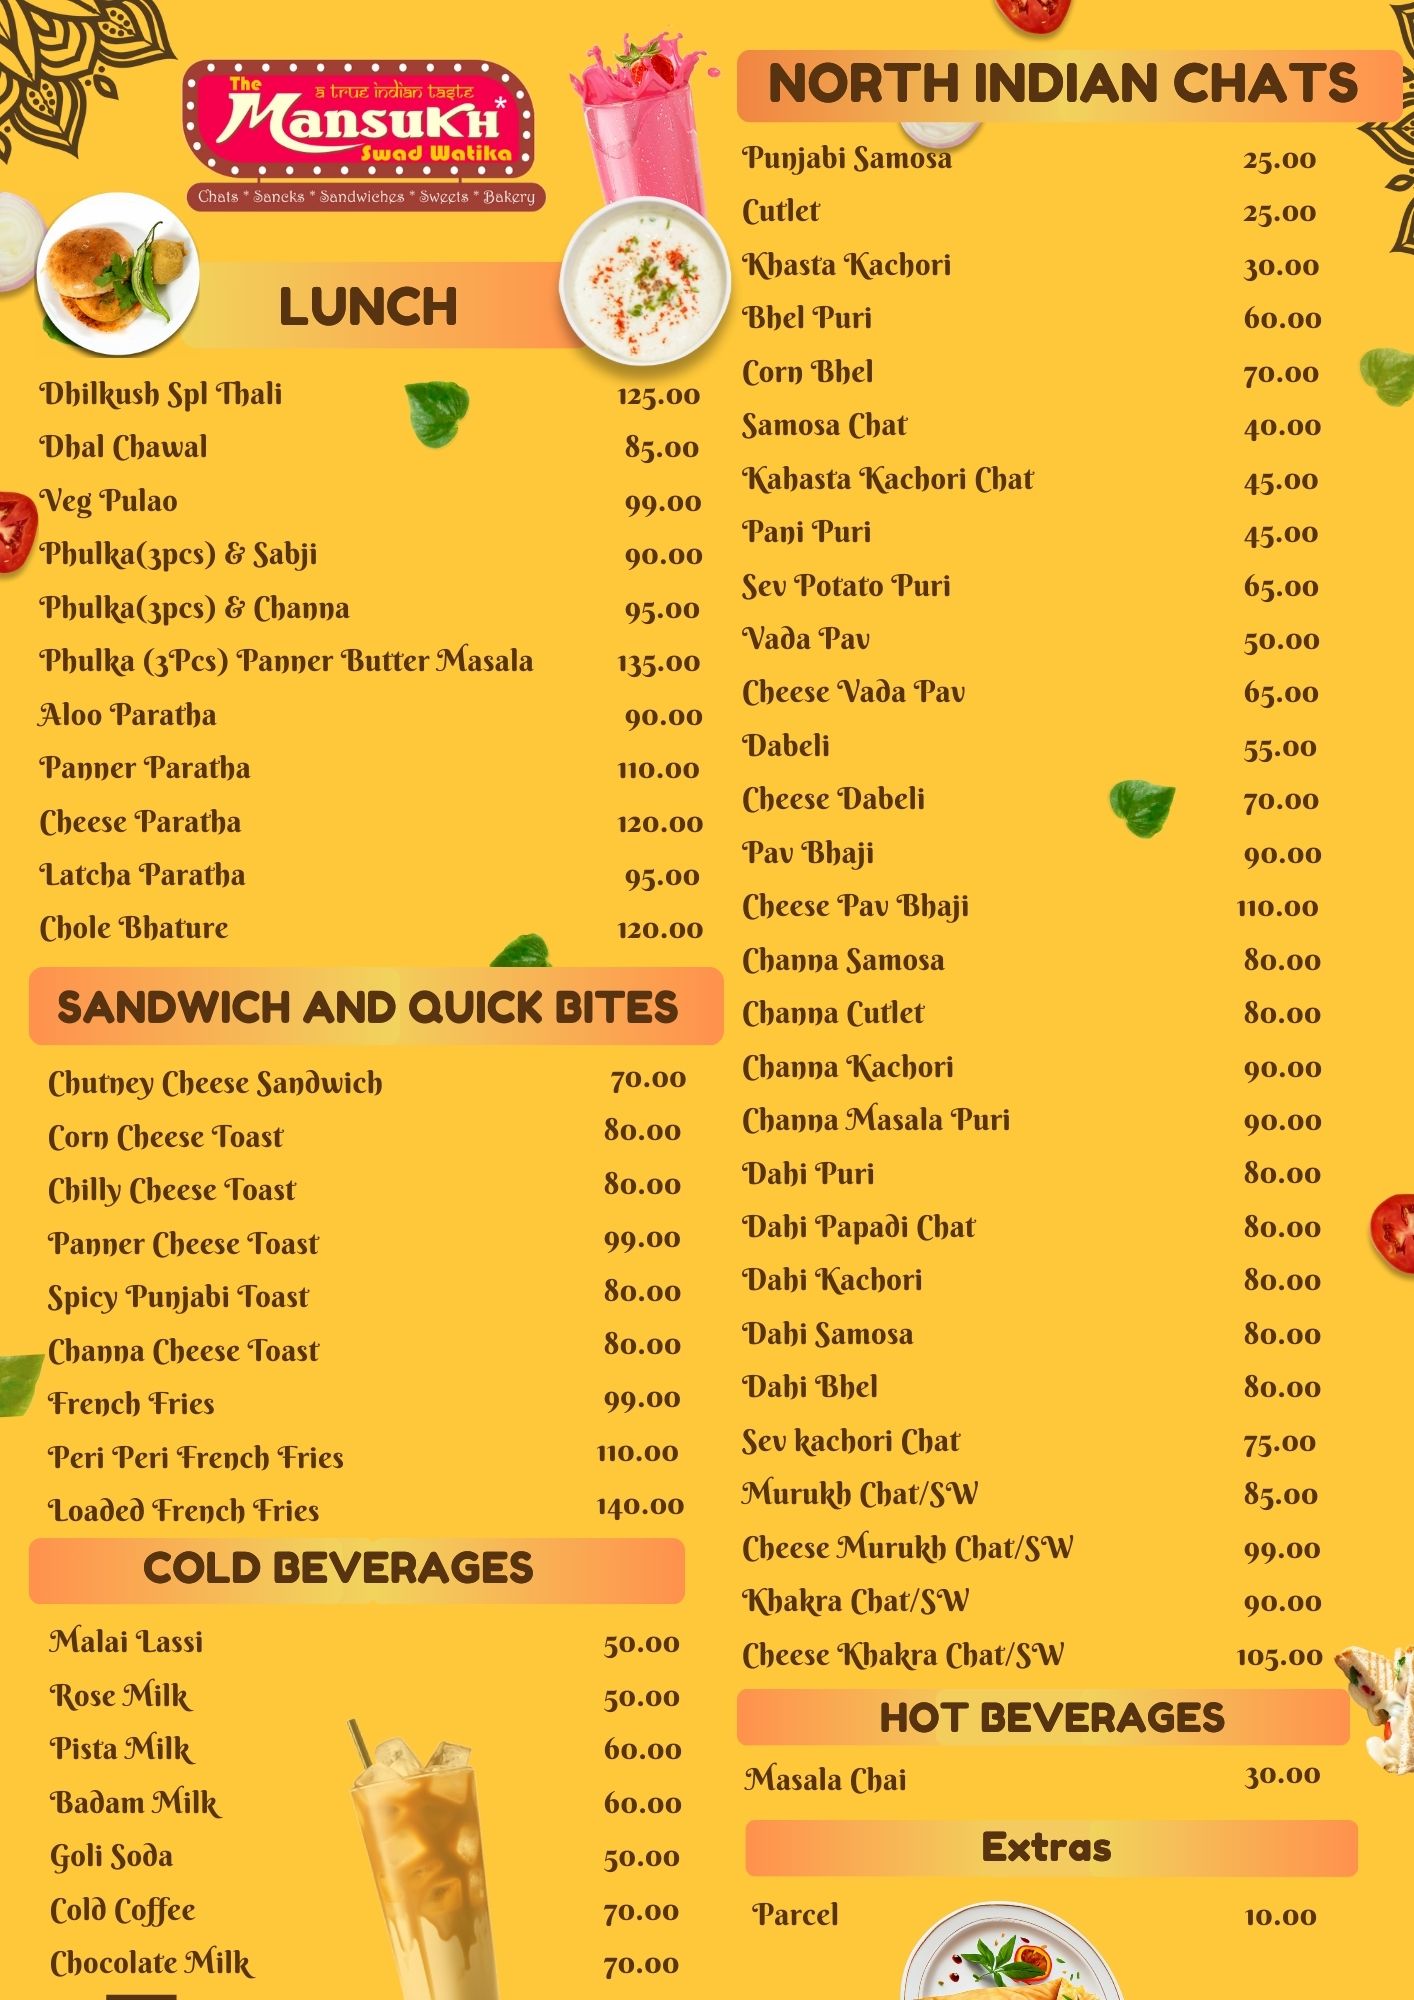 The
a true indian taste
Mansukh*
Swad Watika
Chats * Sancks * Sandwiches * Sweets * Bakery
LUNCH
Dhilkush Spl Thali 125.00
Dhal Chawal 85.00
Veg Pulao 99.00
Phulka(3pcs) & Sabji 90.00
Phulka(3pcs) & Channa 95.00
Phulka (3Pcs) Panner Butter Masala 135.00
Aloo Paratha 90.00
Panner Paratha 110.00
Cheese Paratha 120.00
Latcha Paratha 95.00
Chole Bhature 120.00
SANDWICH AND QUICK BITES
Chutney Cheese Sandwich 70.00
Corn Cheese Toast 80.00
Chilly Cheese Toast 80.00
Panner Cheese Toast 99.00
Spicy Punjabi Toast 80.00
Channa Cheese Toast 80.00
French Fries 99.00
Peri Peri French Fries 110.00
Loaded French Fries 140.00
COLD BEVERAGES
Malai Lassi 50.00
Rose Milk 50.00
Pista Milk 60.00
Badam Milk 60.00
Goli Soda 50.00
Cold Coffee 70.00
Chocolate Milk 70.00
NORTH INDIAN CHATS
Punjabi Samosa 25.00
Cutlet 25.00
Khasta Kachori 30.00
Bhel Puri 60.00
Corn Bhel 70.00
Samosa Chat 40.00
Kahasta Kachori Chat 45.00
Pani Puri 45.00
Sev Potato Puri 65.00
Vada Pav 50.00
Cheese Vada Pav 65.00
Dabeli 55.00
Cheese Dabeli 70.00
Pav Bhaji 90.00
Cheese Pav Bhaji 110.00
Channa Samosa 80.00
Channa Cutlet 80.00
Channa Kachori 90.00
Channa Masala Puri 90.00
Dahi Puri 80.00
Dahi Papadi Chat 80.00
Dahi Kachori 80.00
Dahi Samosa 80.00
Dahi Bhel 80.00
Sev kachori Chat 75.00
Murukh Chat/SW 85.00
Cheese Murukh Chat/SW 99.00
Khakra Chat/SW 90.00
Cheese Khakra Chat/SW 105.00
HOT BEVERAGES
Masala Chai 30.00
Extras
Parcel 10.00